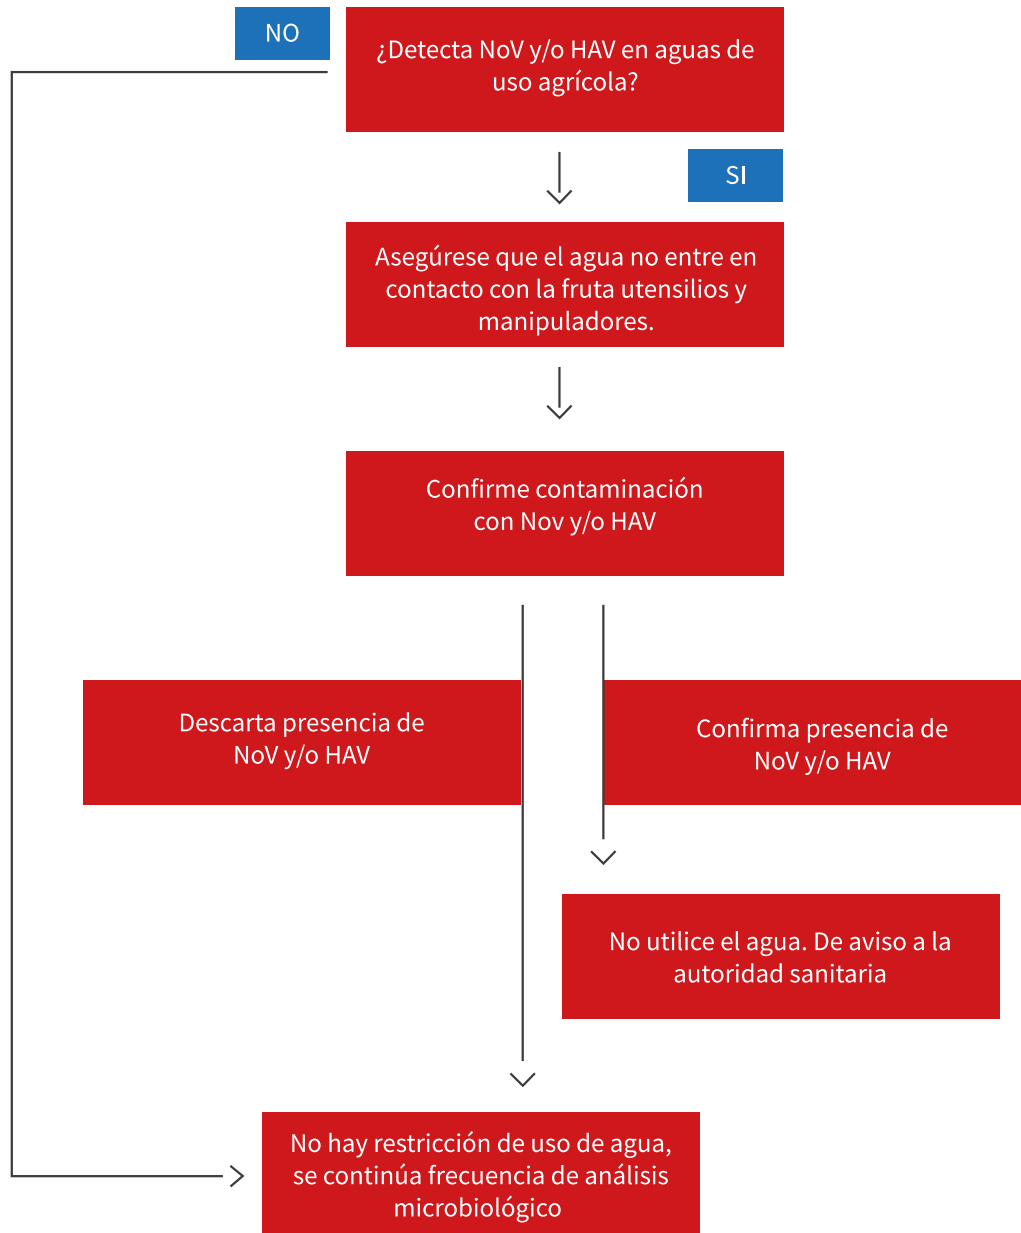 NO
¿Detecta NoV y/o HAV en aguas de
uso agrícola?
SI
Asegúrese que el agua no entre en
contacto con la fruta utensilios y
manipuladores.
Confirme contaminación
con Nov y/o HAV
Descarta presencia de
NoV y/o HAV
Confirma presencia de
NoV y/o HAV
No utilice el agua. De aviso a la
autoridad sanitaria
No hay restricción de uso de agua,
se continúa frecuencia de análisis
microbiológico